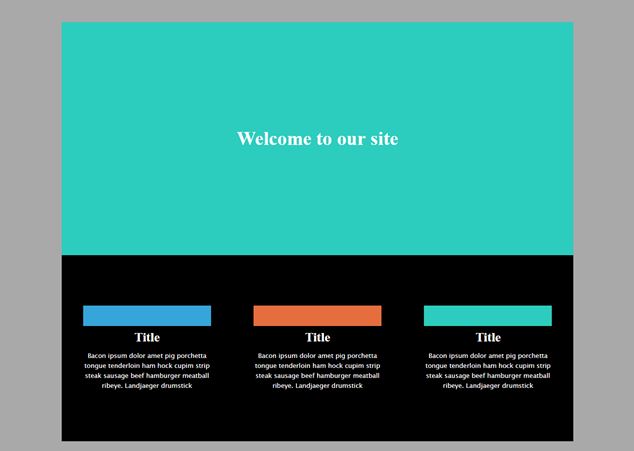 Welcome to our site
Title
Bacon ipsum dolor amet pig porchetta
tongue tenderloin ham hock cupim strip
steak sausage beef hamburger meatball
ribeye. Landjaeger drumstick
Title
Bacon ipsum dolor amet pig porchetta
tongue tenderloin ham hock cupim strip
steak sausage beef hamburger meatball
ribeye. Landjaeger drumstick
Title
Bacon ipsum dolor amet pig porchetta
tongue tenderloin ham hock cupim strip
steak sausage beef hamburger meatball
ribeye. Landjaeger drumstick